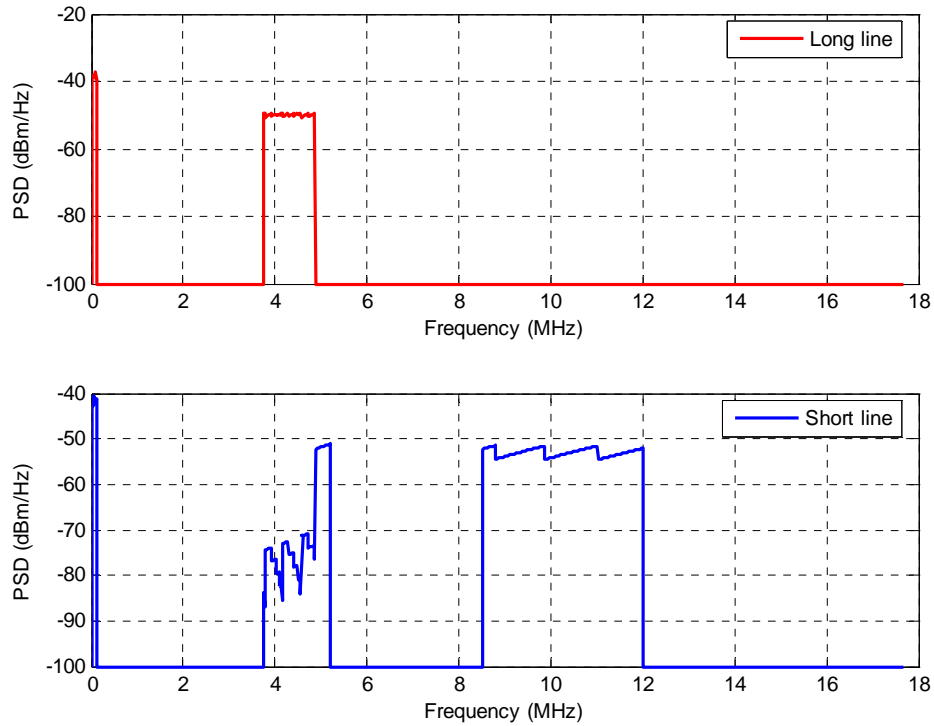 -20
-40
-60
-80
-100
PSD (dBm/Hz)
Long line
0 2 4 6 8 10 12 14 16 18
Frequency (MHz)
-40
-50
-60
-70
-80
-90
-100
PSD (dBm/Hz)
Short line
0 2 4 6 8 10 12 14 16 18
Frequency (MHz)